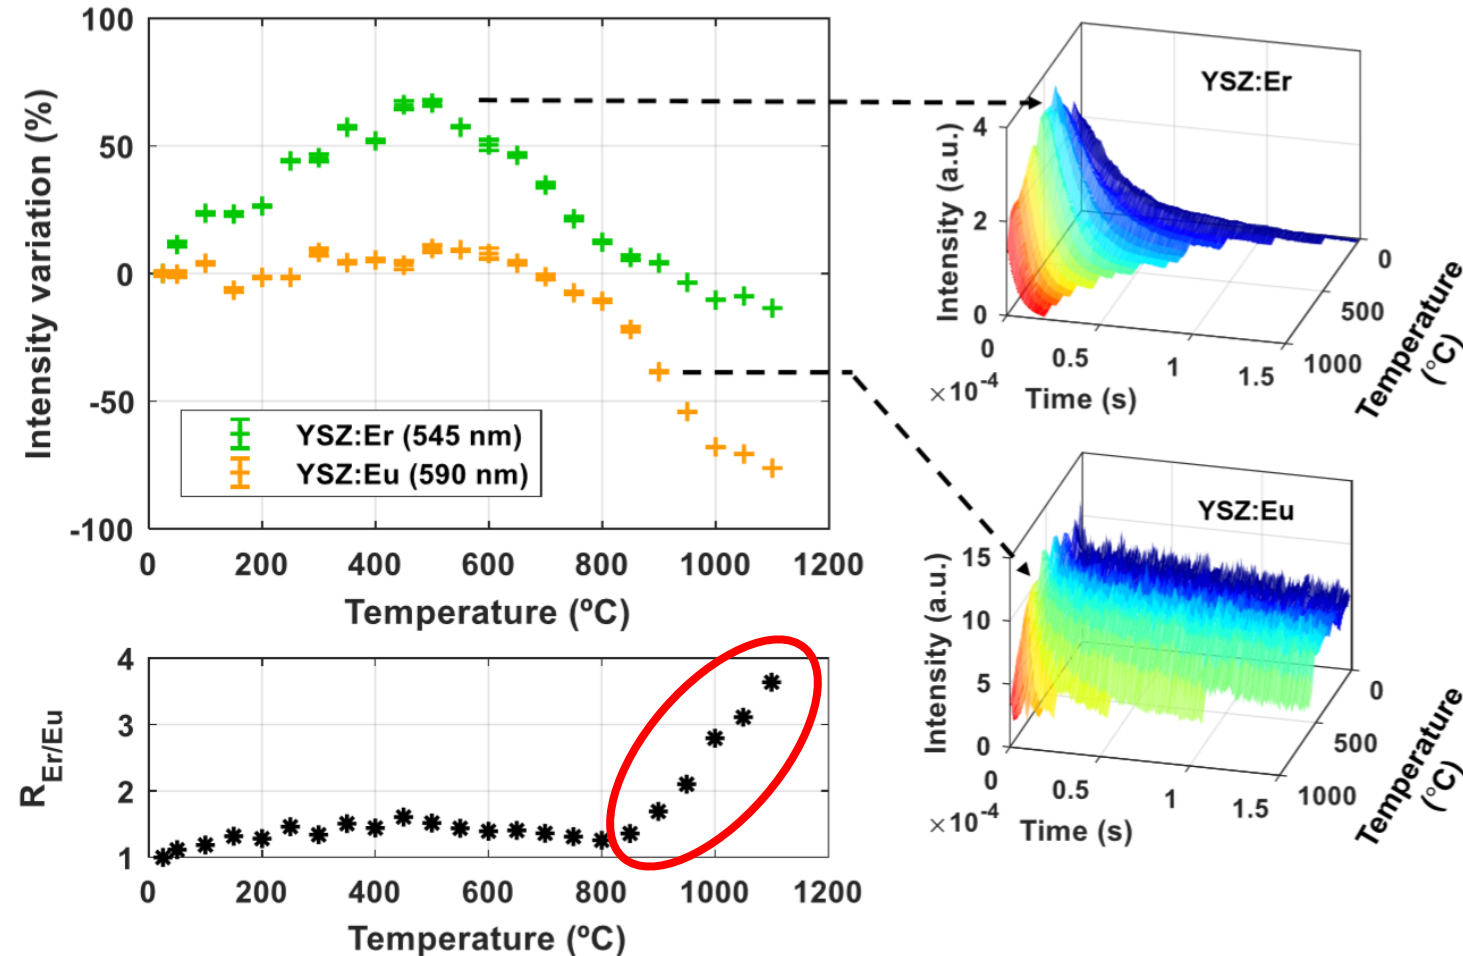 100
50
0
-50
-100
Intensity variation (%)
YSZ:Er (545 nm)
YSZ:Eu (590 nm)
0 200 400 600 800 1000 1200
Temperature (ºC)
4
3
2
1
R_Er/Eu
0 200 400 600 800 1000 1200
Temperature (ºC)
YSZ:Er
4
2
0
Intensity (a.u.)
0 0.5 1 1.5
×10^-4
Time (s)
0
500
1000
Temperature
(°C)
YSZ:Eu
15
10
5
0
Intensity (a.u.)
0 0.5 1 1.5
×10^-4
Time (s)
0
500
1000
Temperature
(°C)